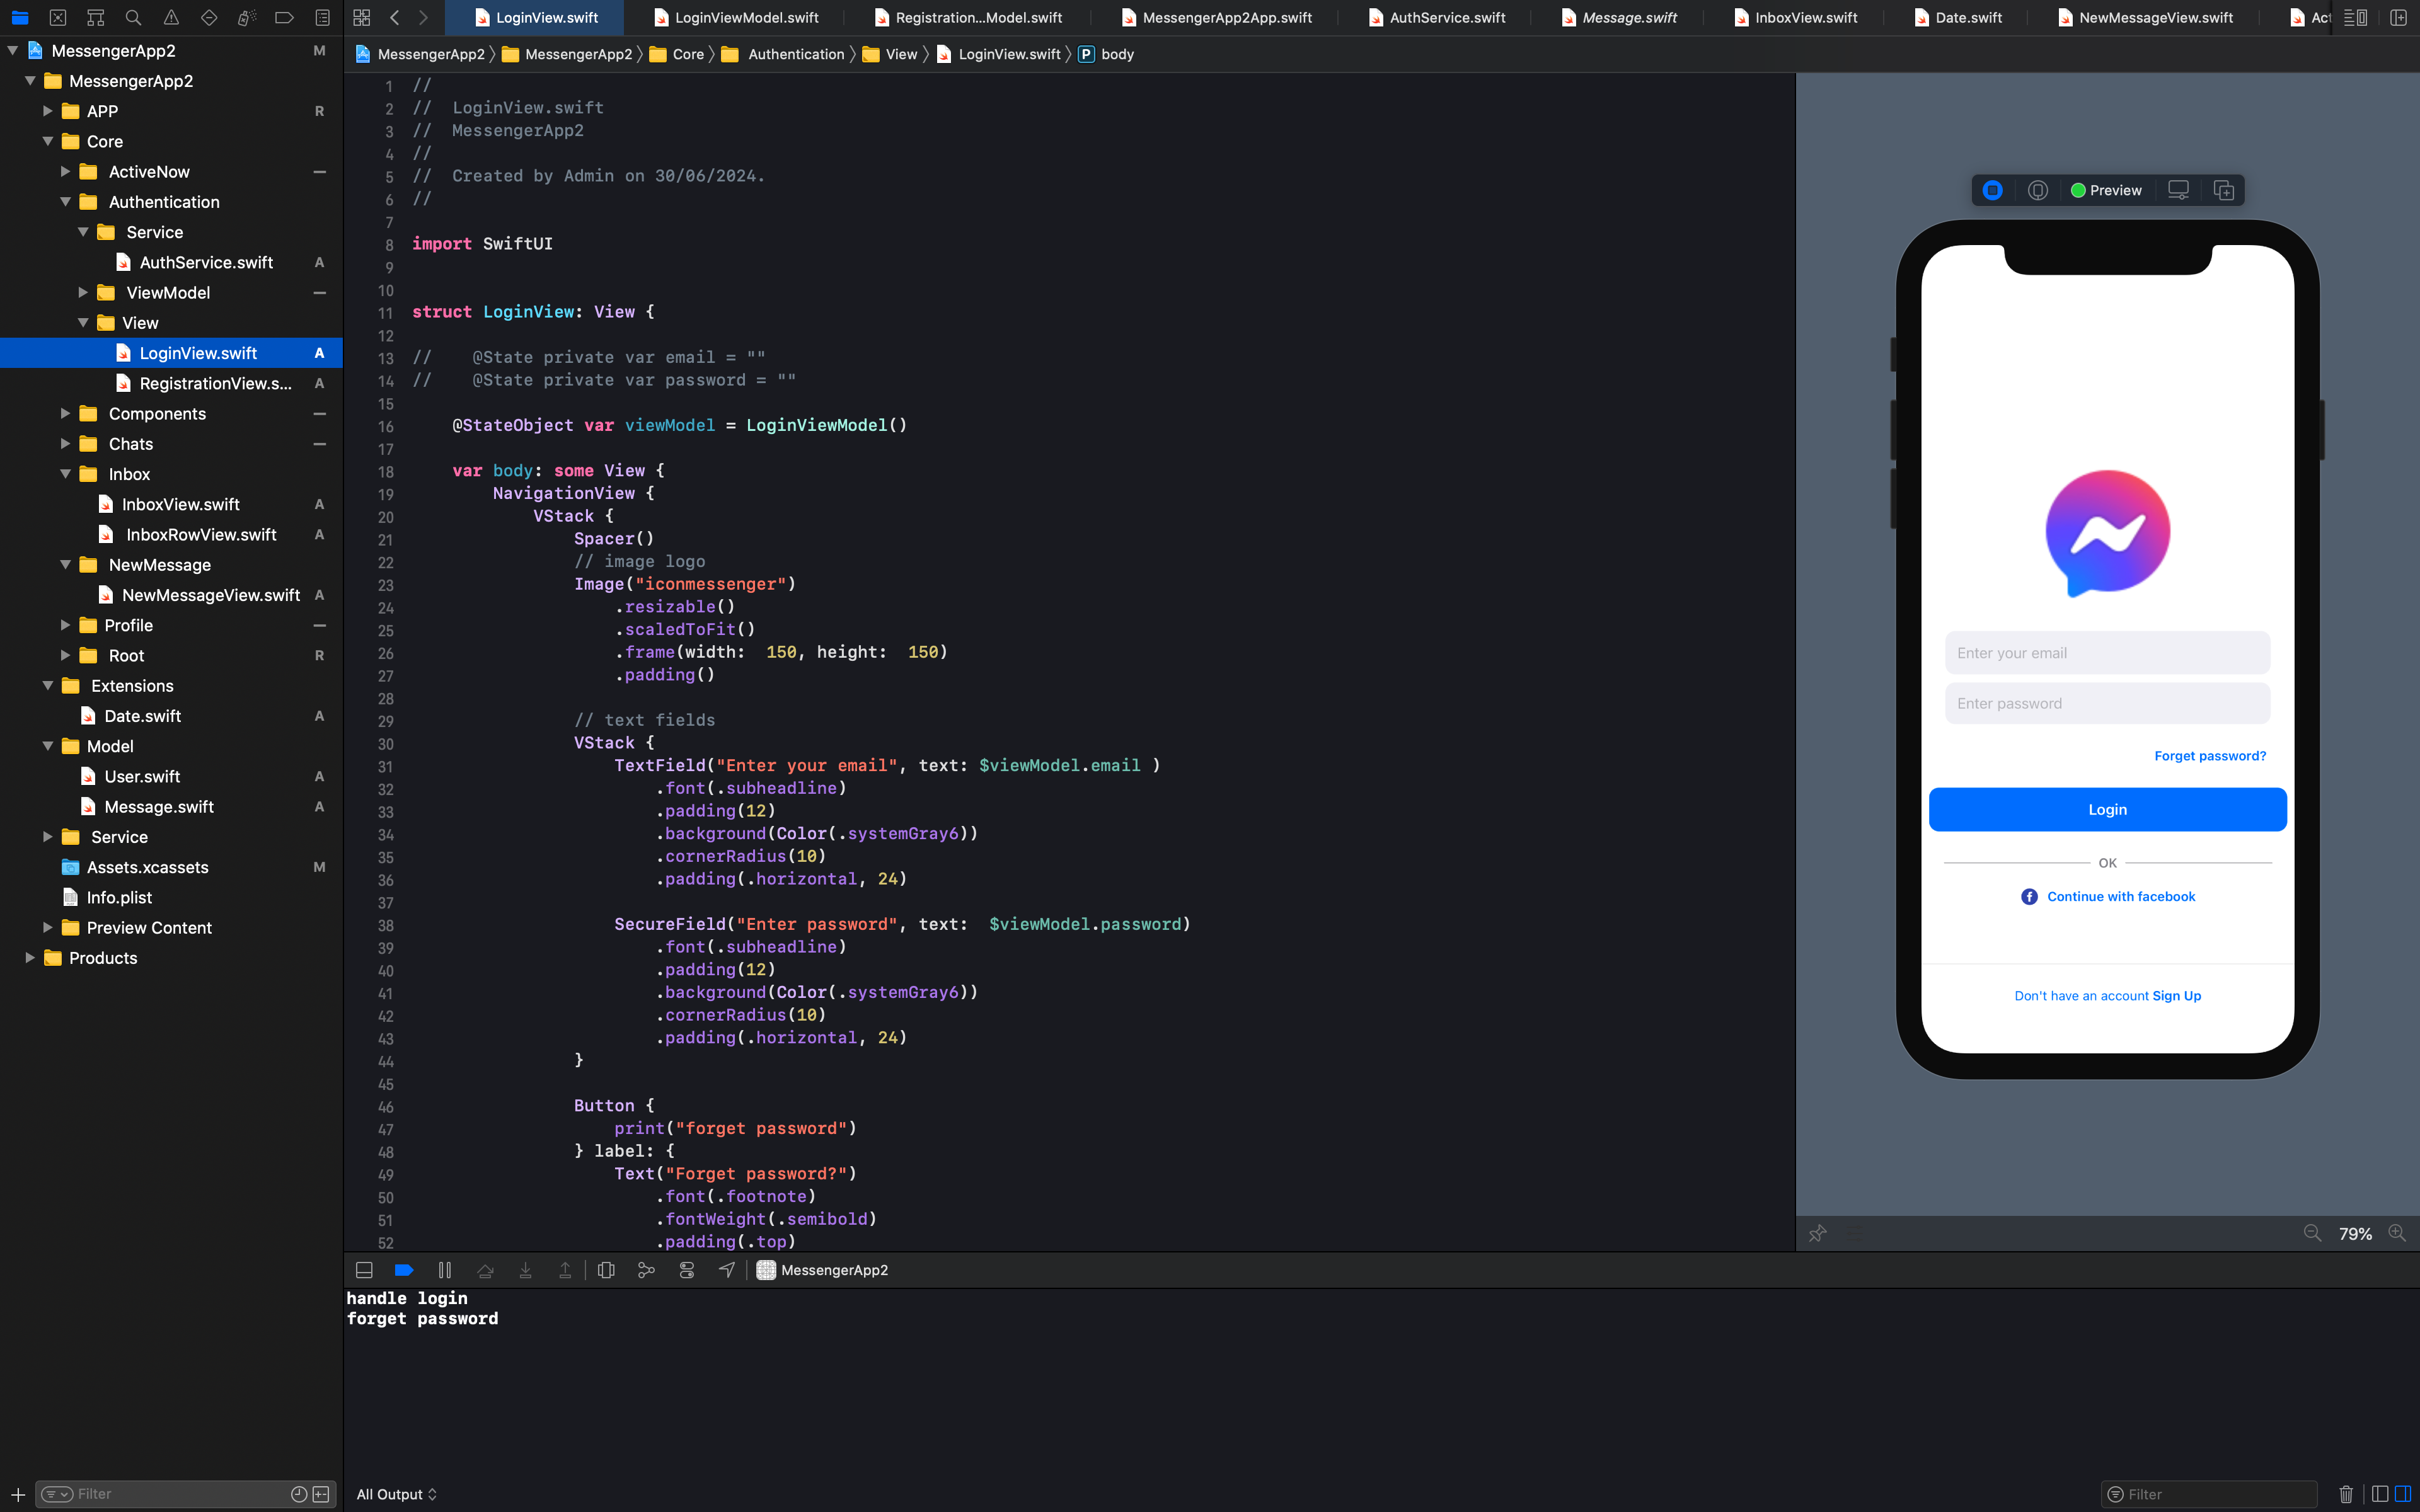 LoginView.swift
LoginViewModel.swift
Registration...Model.swift
MessengerApp2App.swift
AuthService.swift
Message.swift
InboxView.swift
Date.swift
NewMessageView.swift
Act
MessengerApp2 M
MessengerApp2
APP R
Core
ActiveNow
Authentication
Service
AuthService.swift A
ViewModel
View
LoginView.swift A
RegistrationView.s... A
Components
Chats
Inbox
InboxView.swift A
InboxRowView.swift A
NewMessage
NewMessageView.swift A
Profile
Root R
Extensions
Date.swift A
Model
User.swift A
Message.swift A
Service
Assets.xcassets M
Info.plist
Preview Content
Products
Filter
MessengerApp2 〉 MessengerApp2 〉 Core 〉 Authentication 〉 View 〉 LoginView.swift 〉 P body
1 //
2 //  LoginView.swift
3 //  MessengerApp2
4 //
5 //  Created by Admin on 30/06/2024.
6 //
7
8 import SwiftUI
9
10
11 struct LoginView: View {
12
13 //    @State private var email = ""
14 //    @State private var password = ""
15
16     @StateObject var viewModel = LoginViewModel()
17
18     var body: some View {
19         NavigationView {
20             VStack {
21                 Spacer()
22                 // image logo
23                 Image("iconmessenger")
24                     .resizable()
25                     .scaledToFit()
26                     .frame(width:  150, height:  150)
27                     .padding()
28
29                 // text fields
30                 VStack {
31                     TextField("Enter your email", text: $viewModel.email )
32                         .font(.subheadline)
33                         .padding(12)
34                         .background(Color(.systemGray6))
35                         .cornerRadius(10)
36                         .padding(.horizontal, 24)
37
38                     SecureField("Enter password", text:  $viewModel.password)
39                         .font(.subheadline)
40                         .padding(12)
41                         .background(Color(.systemGray6))
42                         .cornerRadius(10)
43                         .padding(.horizontal, 24)
44                 }
45
46                 Button {
47                     print("forget password")
48                 } label: {
49                     Text("Forget password?")
50                         .font(.footnote)
51                         .fontWeight(.semibold)
52                         .padding(.top)
Preview
Enter your email
Enter password
Forget password?
Login
OK
Continue with facebook
Don't have an account Sign Up
79%
MessengerApp2
handle login
forget password
All Output
Filter